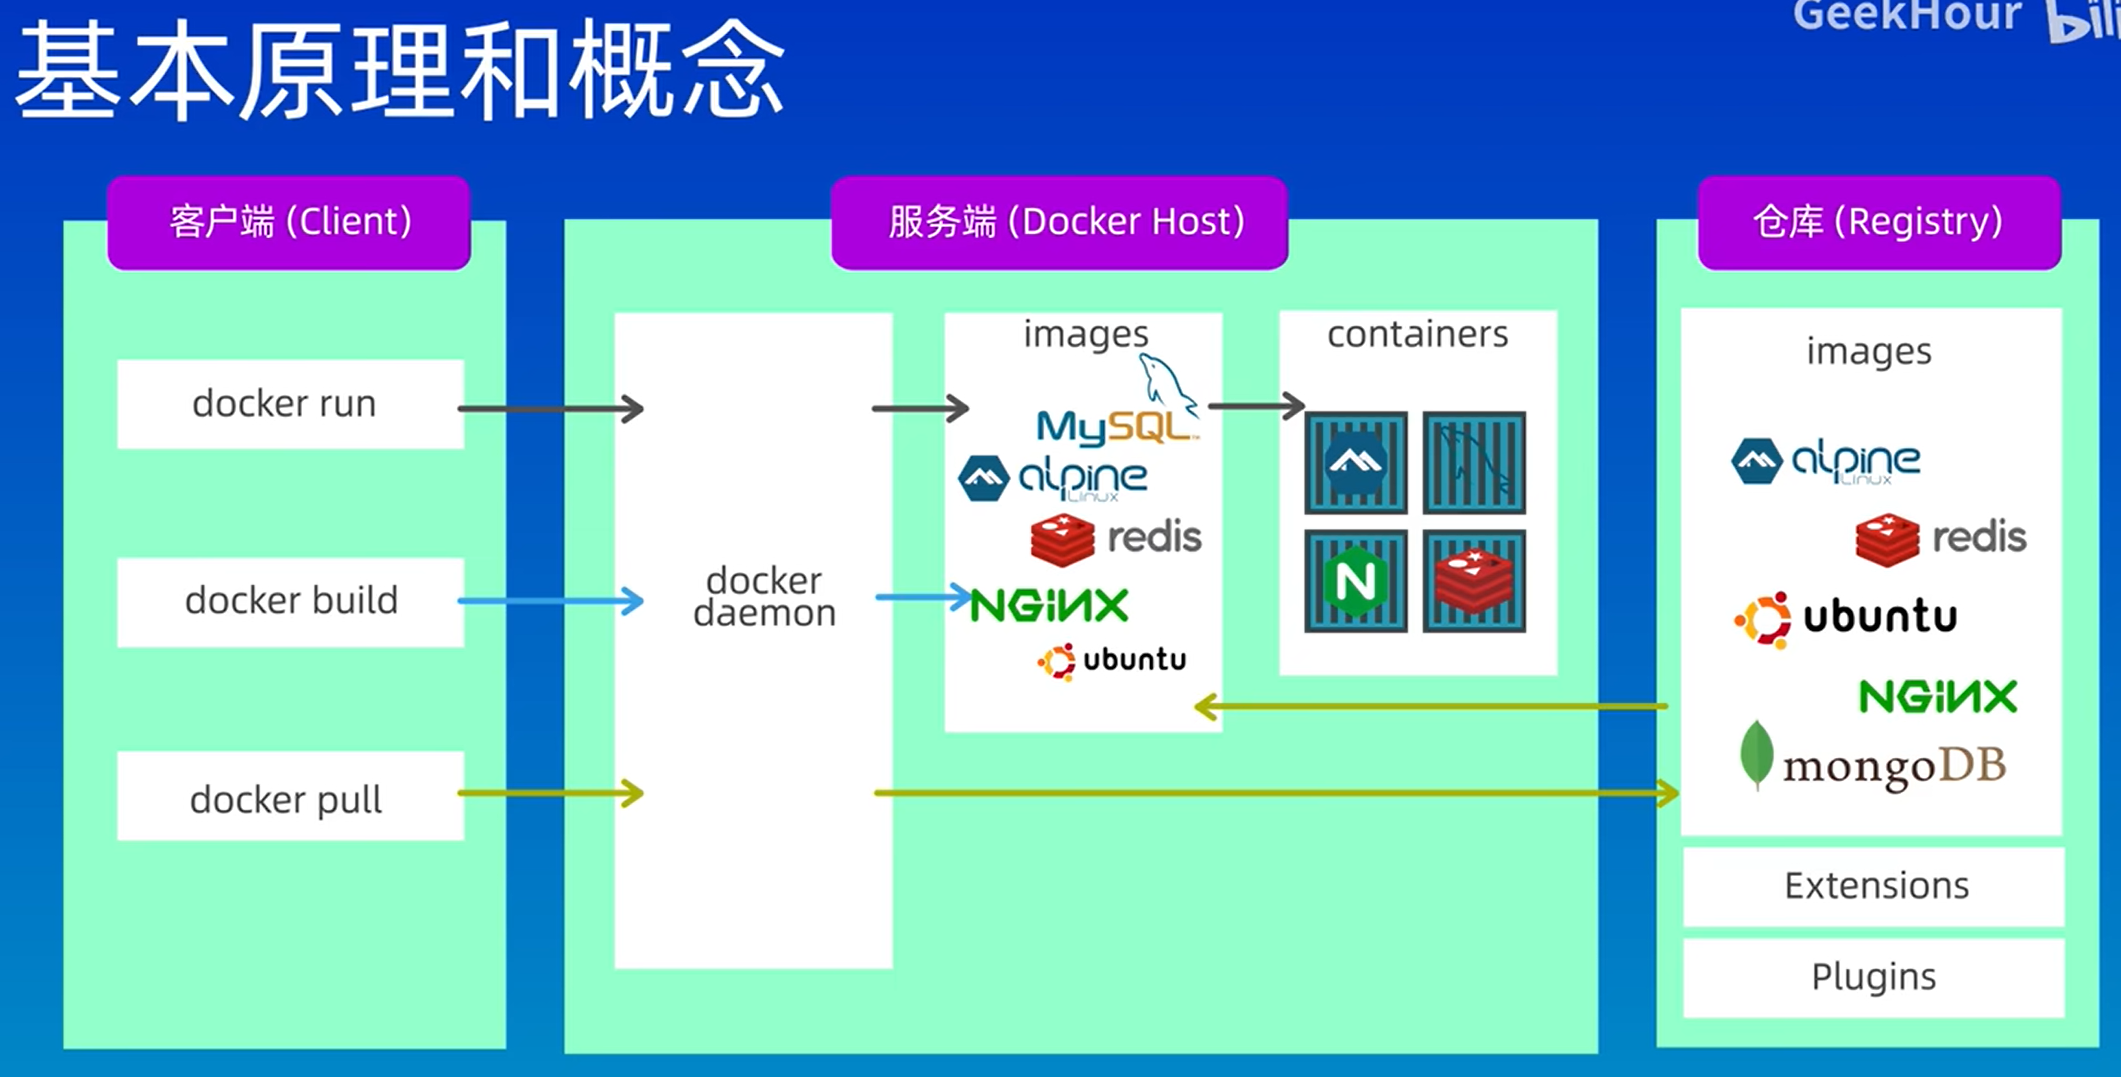 GeekHour bili
基本原理和概念
客户端 (Client)
docker run
docker build
docker pull
服务端 (Docker Host)
docker
daemon
images
MySQL
alpine
Linux
redis
NGiNX
ubuntu
containers
N
仓库 (Registry)
images
alpine
Linux
redis
ubuntu
NGiNX
mongoDB
Extensions
Plugins